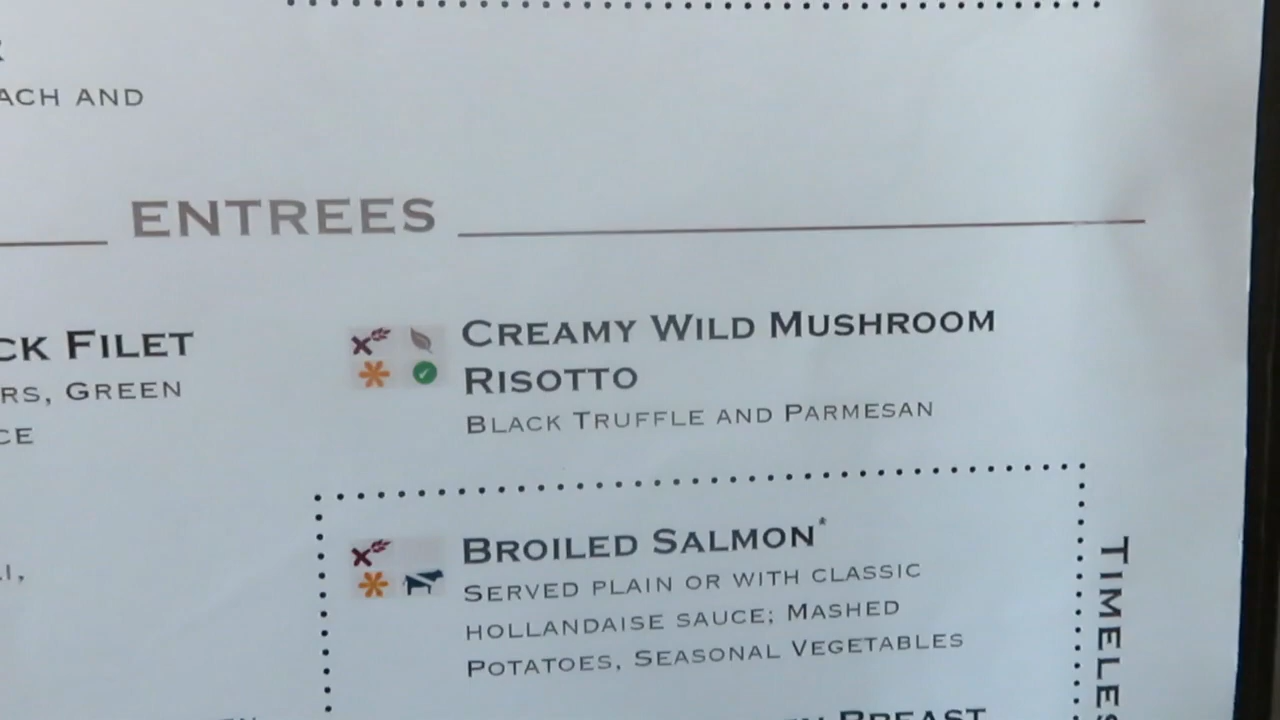 ACH AND
ENTREES
CK FILET
RS, GREEN
CE
CREAMY WILD MUSHROOM
RISOTTO
BLACK TRUFFLE AND PARMESAN
BROILED SALMON*
SERVED PLAIN OR WITH CLASSIC
HOLLANDAISE SAUCE; MASHED
POTATOES, SEASONAL VEGETABLES
BREAST
TIMELES